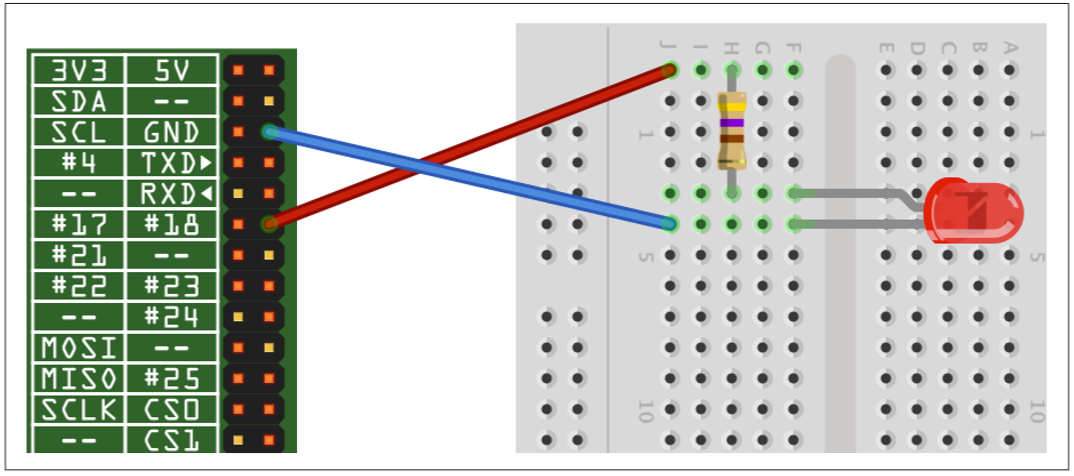 3V3 5V
SDA --
SCL GND
#4 TXD▶
-- RXD◀
#17 #18
#21 --
#22 #23
-- #24
MOSI --
MISO #25
SCLK CS0
-- CS1
J I H G F E D C B A
1 1
5 5
10 10